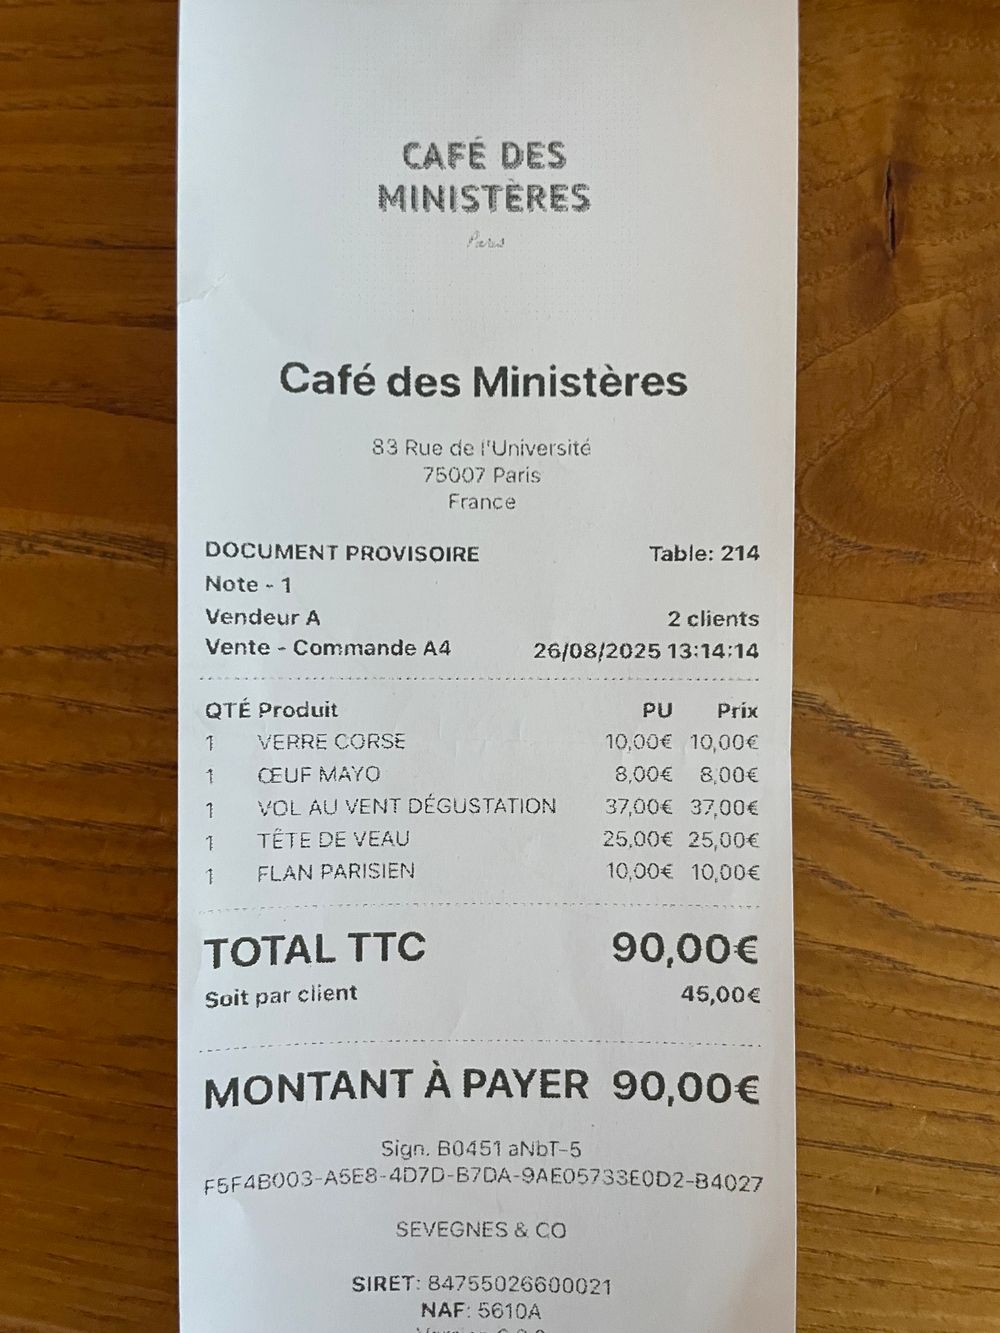 CAFÉ DES
MINISTÈRES
Paris
Café des Ministères
83 Rue de l'Université
75007 Paris
France
DOCUMENT PROVISOIRE Table: 214
Note - 1
Vendeur A 2 clients
Vente - Commande A4 26/08/2025 13:14:14
QTÉ Produit PU Prix
1 VERRE CORSE 10,00€ 10,00€
1 ŒUF MAYO 8,00€ 8,00€
1 VOL AU VENT DÉGUSTATION 37,00€ 37,00€
1 TÊTE DE VEAU 25,00€ 25,00€
1 FLAN PARISIEN 10,00€ 10,00€
TOTAL TTC 90,00€
Soit par client 45,00€
MONTANT À PAYER 90,00€
Sign. B0451 aNbT-5
F5F4B003-A5E8-4D7D-B7DA-9AE05733E0D2-B4027
SEVEGNES & CO
SIRET: 84755026600021
NAF: 5610A